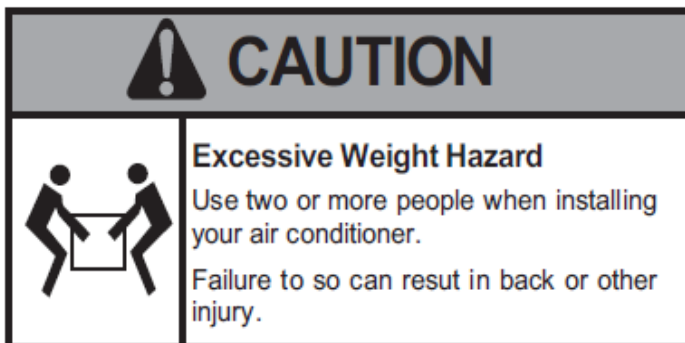 CAUTION
Excessive Weight Hazard
Use two or more people when installing
your air conditioner.
Failure to so can resut in back or other
injury.